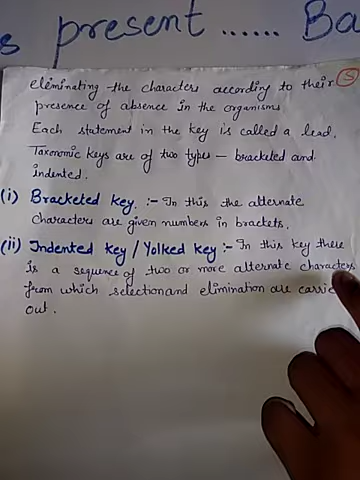 s present ...... Ba
eliminating the characters according to their (5)
presence of absence in the organisms
Each statement in the key is called a lead.
Taxonomic keys are of two types - bracketed and
indented.
(i) Bracketed key. :- In this the alternate
characters are given numbers in brackets.
(ii) Indented key / Yolked key :- In this key there
is a sequence of two or more alternate characters
from which selection and elimination are carrie
out.